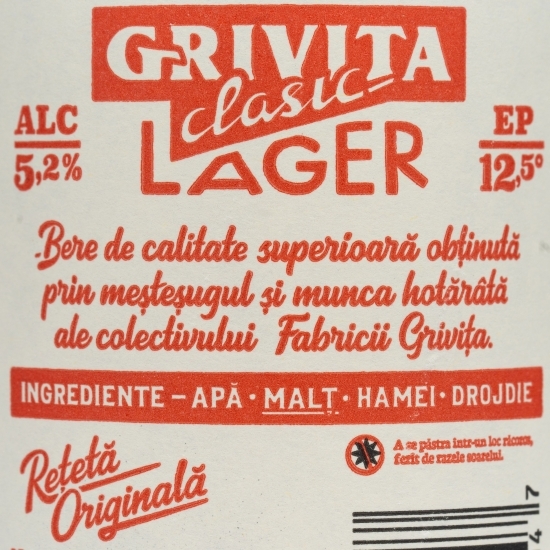 GRIVITA
clasic
LAGER
ALC
5,2%
EP
12,5°
Bere de calitate superioară obținută
prin meșteșugul și munca hotărâtă
ale colectivului Fabricii Grivița.
INGREDIENTE – APĂ · MALȚ · HAMEI · DROJDIE
Rețetă
Originală
A se păstra într-un loc răcoros,
ferit de razele soarelui.
4 7